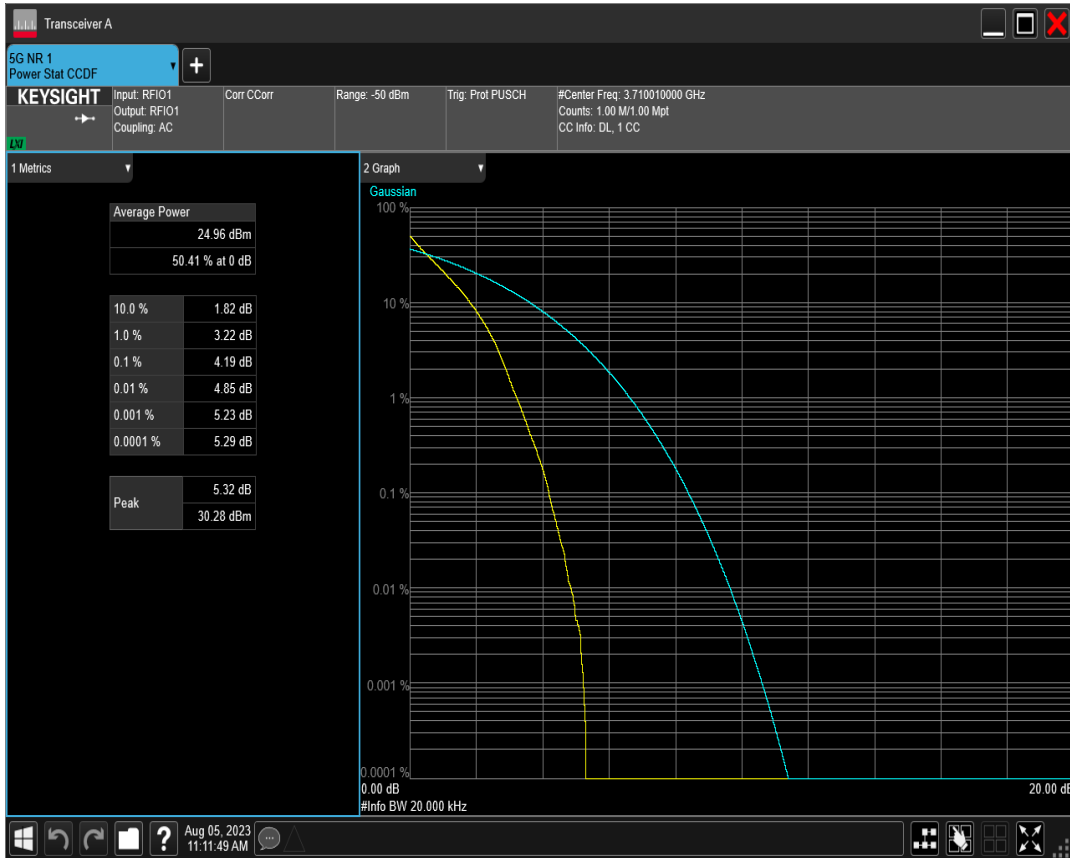 Transceiver A
5G NR 1
Power Stat CCDF
+
KEYSIGHT
LXI
Input: RFIO1
Output: RFIO1
Coupling: AC
Corr CCorr
Range: -50 dBm
Trig: Prot PUSCH
#Center Freq: 3.710010000 GHz
Counts: 1.00 M/1.00 Mpt
CC Info: DL, 1 CC
1 Metrics
Average Power
24.96 dBm
50.41 % at 0 dB
10.0 % 1.82 dB
1.0 % 3.22 dB
0.1 % 4.19 dB
0.01 % 4.85 dB
0.001 % 5.23 dB
0.0001 % 5.29 dB
Peak
5.32 dB
30.28 dBm
2 Graph
Gaussian
100 %
10 %
1 %
0.1 %
0.01 %
0.001 %
0.0001 %
0.00 dB
20.00 dB
#Info BW 20.000 kHz
?
Aug 05, 2023
11:11:49 AM